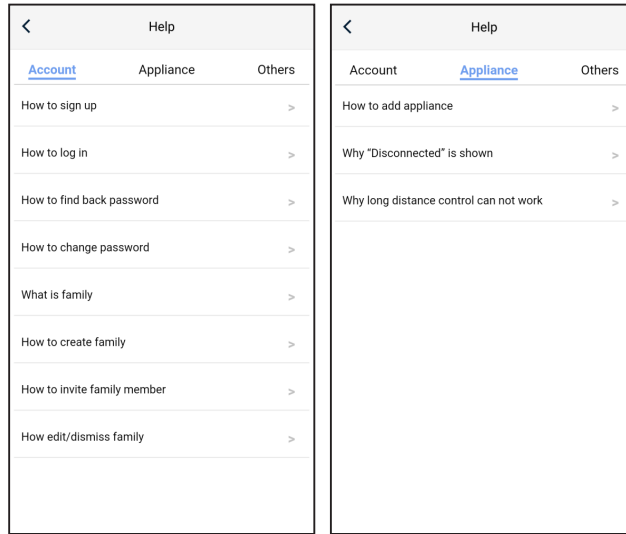 Help
Account Appliance Others
How to sign up >
How to log in >
How to find back password >
How to change password >
What is family >
How to create family >
How to invite family member >
How edit/dismiss family >
Help
Account Appliance Others
How to add appliance >
Why “Disconnected” is shown >
Why long distance control can not work >